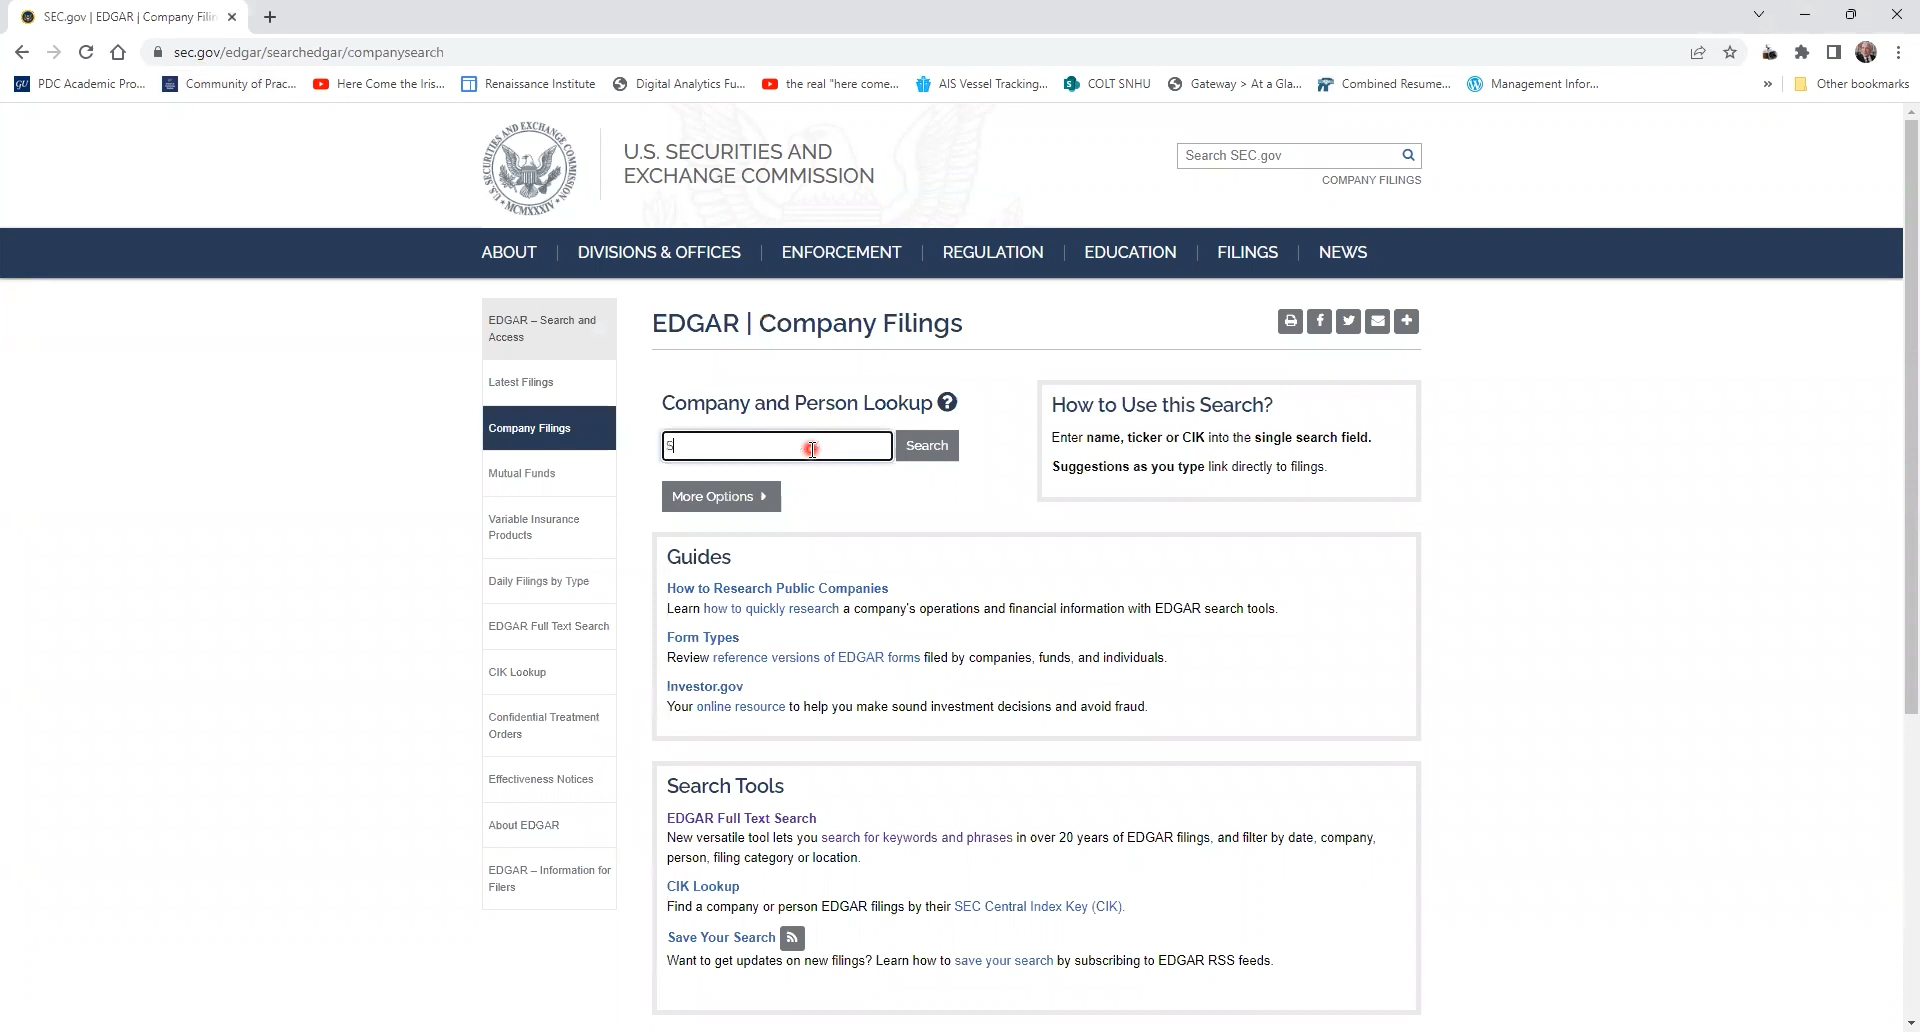 SEC.gov | EDGAR | Company Filin
sec.gov/edgar/searchedgar/companysearch
GU PDC Academic Pro... Community of Prac... Here Come the Iris... Renaissance Institute Digital Analytics Fu... the real "here come... AIS Vessel Tracking... COLT SNHU Gateway > At a Gla... Combined Resume... Management Infor... » Other bookmarks
SECURITIES AND EXCHANGE COMMISSION
U.S.
MCMXXXIV
U.S. SECURITIES AND
EXCHANGE COMMISSION
Search SEC.gov
COMPANY FILINGS
ABOUT DIVISIONS & OFFICES ENFORCEMENT REGULATION EDUCATION FILINGS NEWS
EDGAR – Search and
Access
Latest Filings
Company Filings
Mutual Funds
Variable Insurance
Products
Daily Filings by Type
EDGAR Full Text Search
CIK Lookup
Confidential Treatment
Orders
Effectiveness Notices
About EDGAR
EDGAR – Information for
Filers
EDGAR | Company Filings
Company and Person Lookup ?
Search
More Options
How to Use this Search?
Enter name, ticker or CIK into the single search field.
Suggestions as you type link directly to filings.
Guides
How to Research Public Companies
Learn how to quickly research a company's operations and financial information with EDGAR search tools.
Form Types
Review reference versions of EDGAR forms filed by companies, funds, and individuals.
Investor.gov
Your online resource to help you make sound investment decisions and avoid fraud.
Search Tools
EDGAR Full Text Search
New versatile tool lets you search for keywords and phrases in over 20 years of EDGAR filings, and filter by date, company,
person, filing category or location.
CIK Lookup
Find a company or person EDGAR filings by their SEC Central Index Key (CIK).
Save Your Search
Want to get updates on new filings? Learn how to save your search by subscribing to EDGAR RSS feeds.